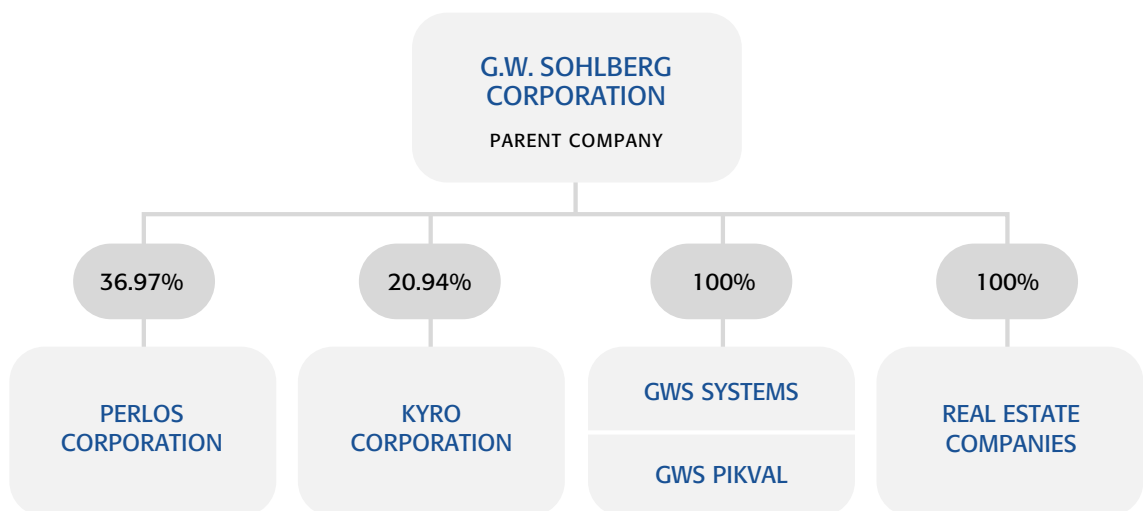 G.W. SOHLBERG
CORPORATION
PARENT COMPANY
36.97%
20.94%
100%
100%
PERLOS
CORPORATION
KYRO
CORPORATION
GWS SYSTEMS
GWS PIKVAL
REAL ESTATE
COMPANIES